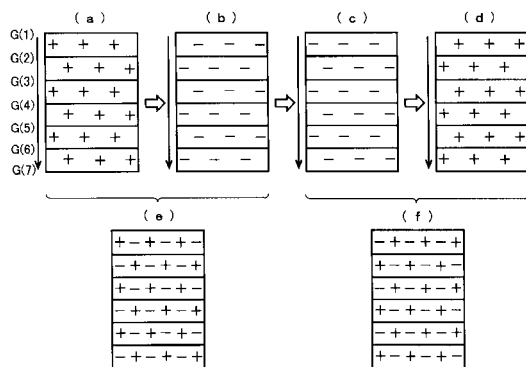 (a) (b) (c) (d)
G(1)
+ + + − − − − − − + + +
G(2)
+ + + − − − − − − + + +
G(3)
+ + + − − − − − − + + +
G(4)
+ + + − − − − − − + + +
G(5)
+ + + − − − − − − + + +
G(6)
+ + + − − − − − − + + +
G(7)
(e) (f)
+ − + − + − − + − + − +
− + − + − + + − + − + −
+ − + − + − − + − + − +
− + − + − + + − + − + −
+ − + − + − − + − + − +
− + − + − + + − + − + −